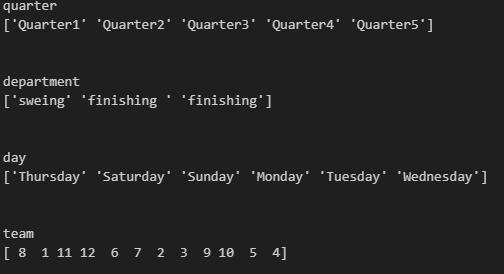 quarter
['Quarter1' 'Quarter2' 'Quarter3' 'Quarter4' 'Quarter5']
department
['sweing' 'finishing ' 'finishing']
day
['Thursday' 'Saturday' 'Sunday' 'Monday' 'Tuesday' 'Wednesday']
team
[ 8  1 11 12  6  7  2  3  9 10  5  4]